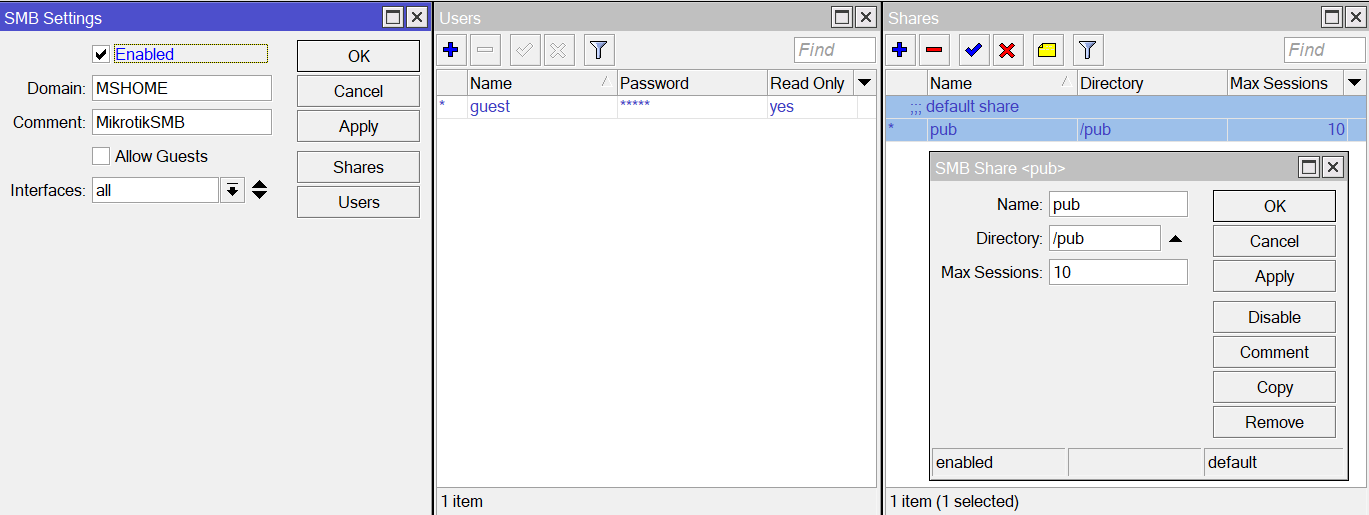 SMB Settings
Enabled
OK
Domain: MSHOME
Cancel
Comment: MikrotikSMB
Apply
Allow Guests
Shares
Interfaces: all
Users
Users
Find
Name Password Read Only
* guest ***** yes
1 item
Shares
Find
Name Directory Max Sessions
;;; default share
* pub /pub 10
SMB Share <pub>
Name: pub
OK
Directory: /pub
Cancel
Max Sessions: 10
Apply
Disable
Comment
Copy
Remove
enabled default
1 item (1 selected)